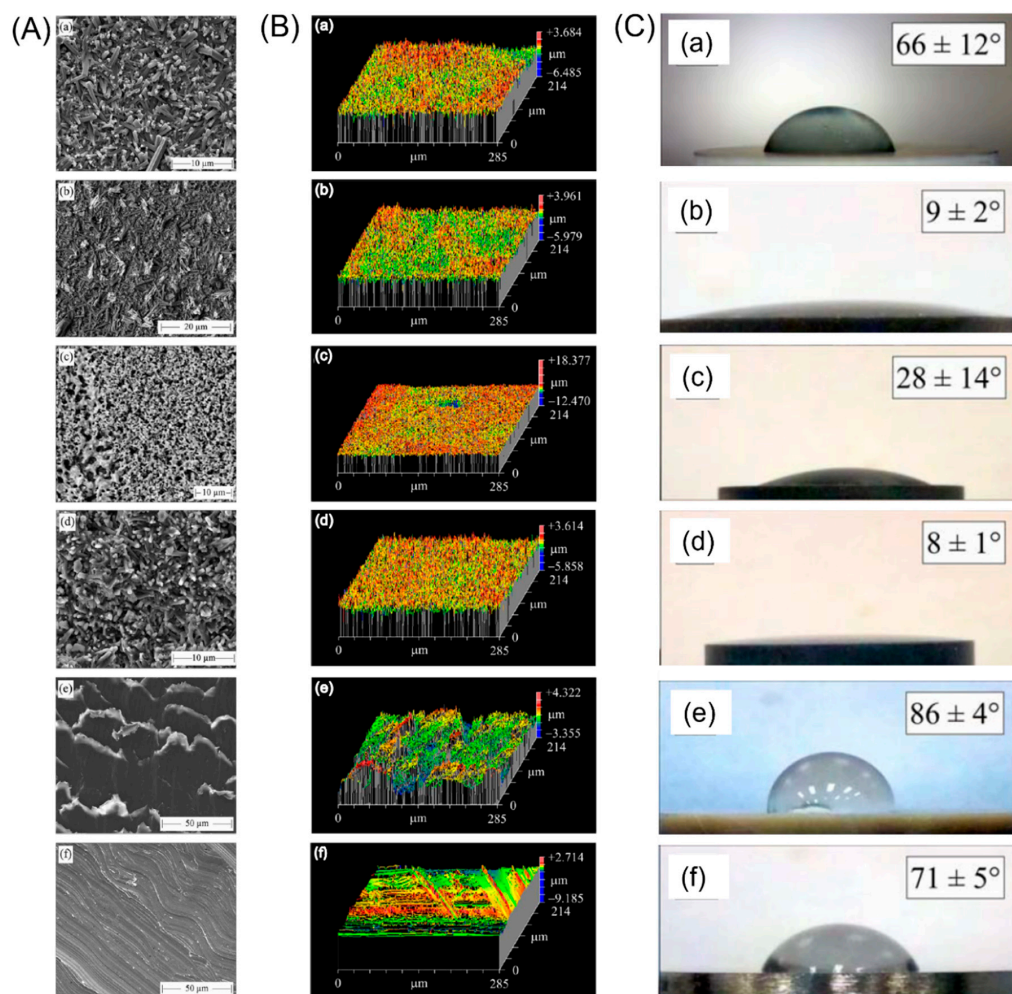 (A)
(a)
10 µm
(b)
20 µm
(c)
10 µm
(d)
10 µm
(e)
50 µm
(f)
50 µm
(B)
(a)
+3.684
µm
−6.485
214
µm
0
0
µm
285
(b)
+3.961
µm
−5.979
214
µm
0
0
µm
285
(c)
+18.377
µm
−12.470
214
µm
0
0
µm
285
(d)
+3.614
µm
−5.858
214
µm
0
0
µm
285
(e)
+4.322
µm
−3.355
214
µm
0
0
µm
285
(f)
+2.714
µm
−9.185
214
µm
0
0
µm
285
(C)
(a)
66 ± 12°
(b)
9 ± 2°
(c)
28 ± 14°
(d)
8 ± 1°
(e)
86 ± 4°
(f)
71 ± 5°